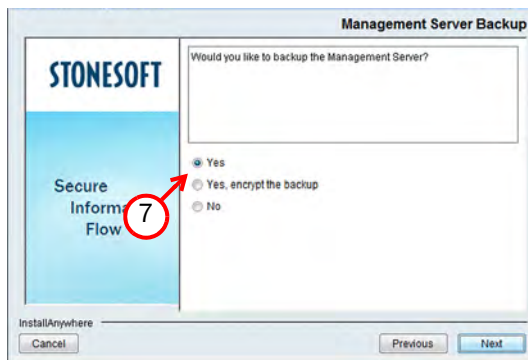 Management Server Backup
STONESOFT
Would you like to backup the Management Server?
Yes
Yes, encrypt the backup
No
Secure
Informa
Flow
7
InstallAnywhere
Cancel
Previous
Next